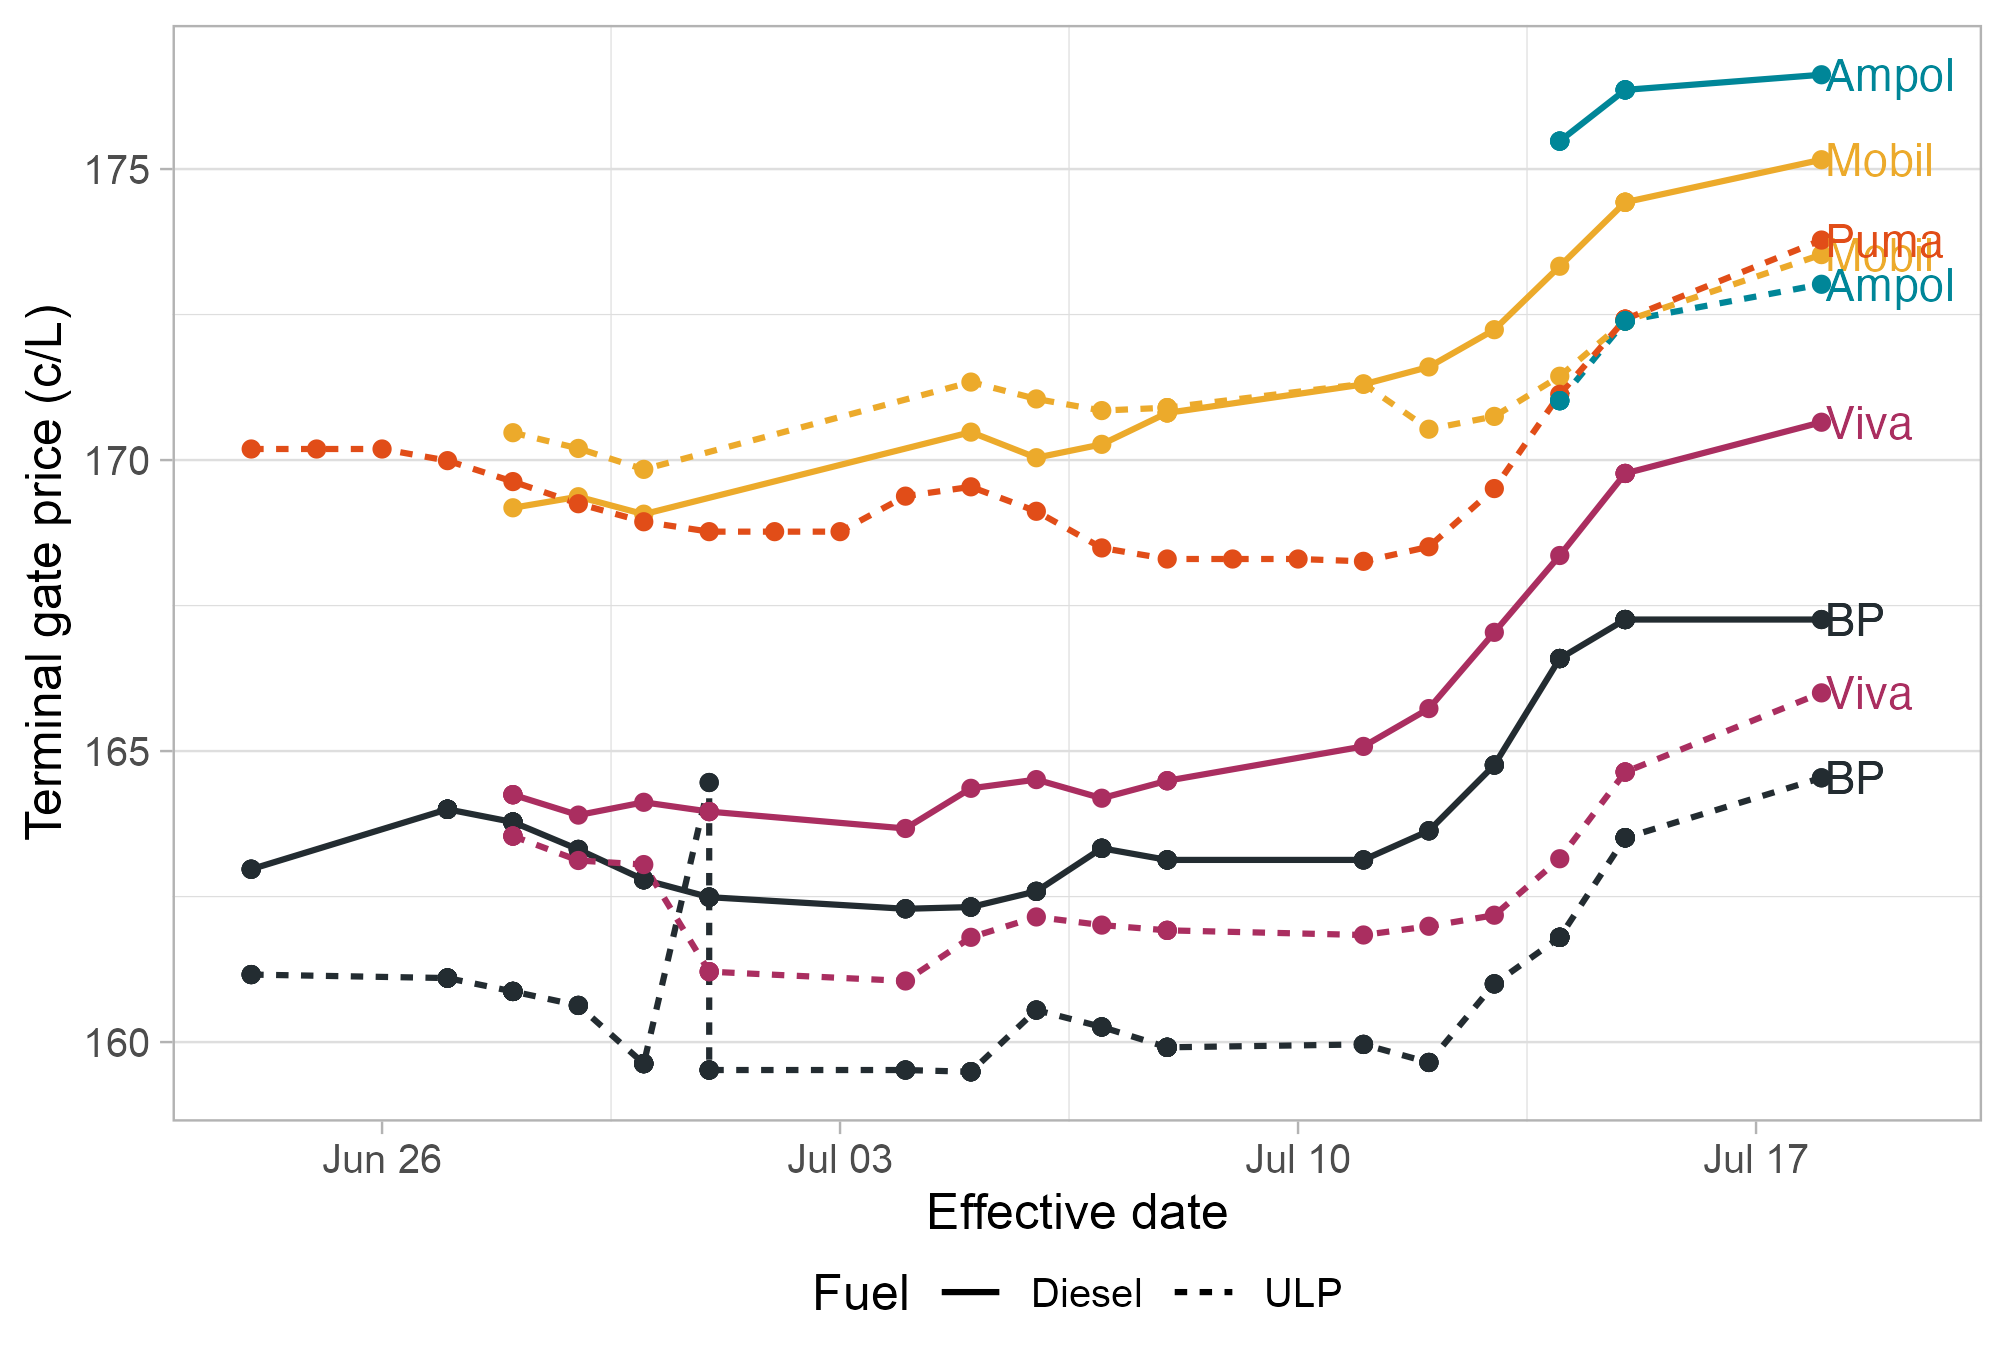 Ampol
Mobil
Puma
Mobil
Ampol
Viva
BP
Viva
BP
175
170
165
160
Terminal gate price (c/L)
Jun 26
Jul 03
Jul 10
Jul 17
Effective date
Fuel Diesel ULP